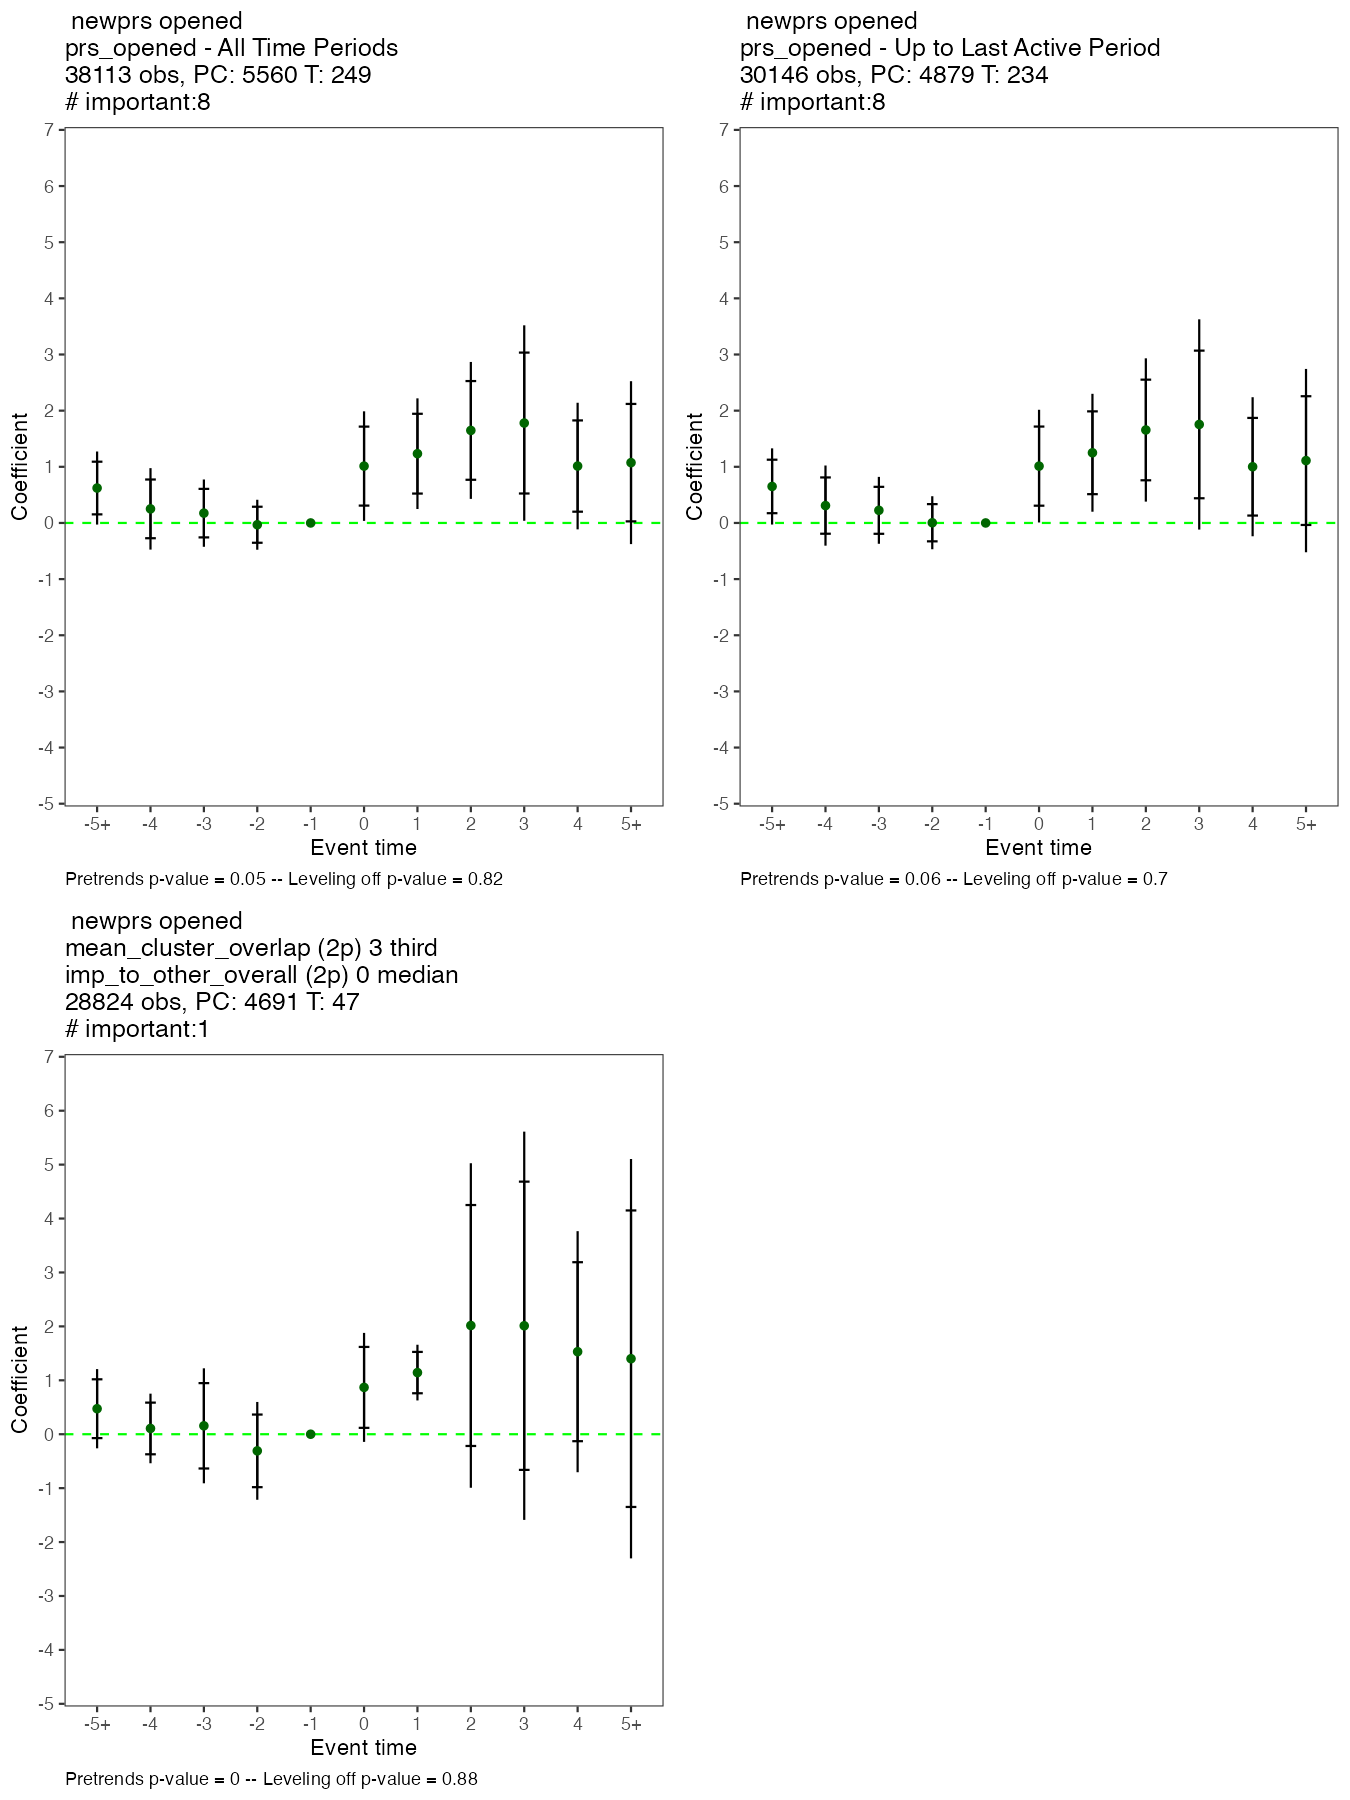 newprs opened
prs_opened - All Time Periods
38113 obs, PC: 5560 T: 249
# important:8
7
6
5
4
3
2
1
0
-1
-2
-3
-4
-5
Coefficient
-5+ -4 -3 -2 -1 0 1 2 3 4 5+
Event time
Pretrends p-value = 0.05 -- Leveling off p-value = 0.82
newprs opened
prs_opened - Up to Last Active Period
30146 obs, PC: 4879 T: 234
# important:8
7
6
5
4
3
2
1
0
-1
-2
-3
-4
-5
Coefficient
-5+ -4 -3 -2 -1 0 1 2 3 4 5+
Event time
Pretrends p-value = 0.06 -- Leveling off p-value = 0.7
newprs opened
mean_cluster_overlap (2p) 3 third
imp_to_other_overall (2p) 0 median
28824 obs, PC: 4691 T: 47
# important:1
7
6
5
4
3
2
1
0
-1
-2
-3
-4
-5
Coefficient
-5+ -4 -3 -2 -1 0 1 2 3 4 5+
Event time
Pretrends p-value = 0 -- Leveling off p-value = 0.88